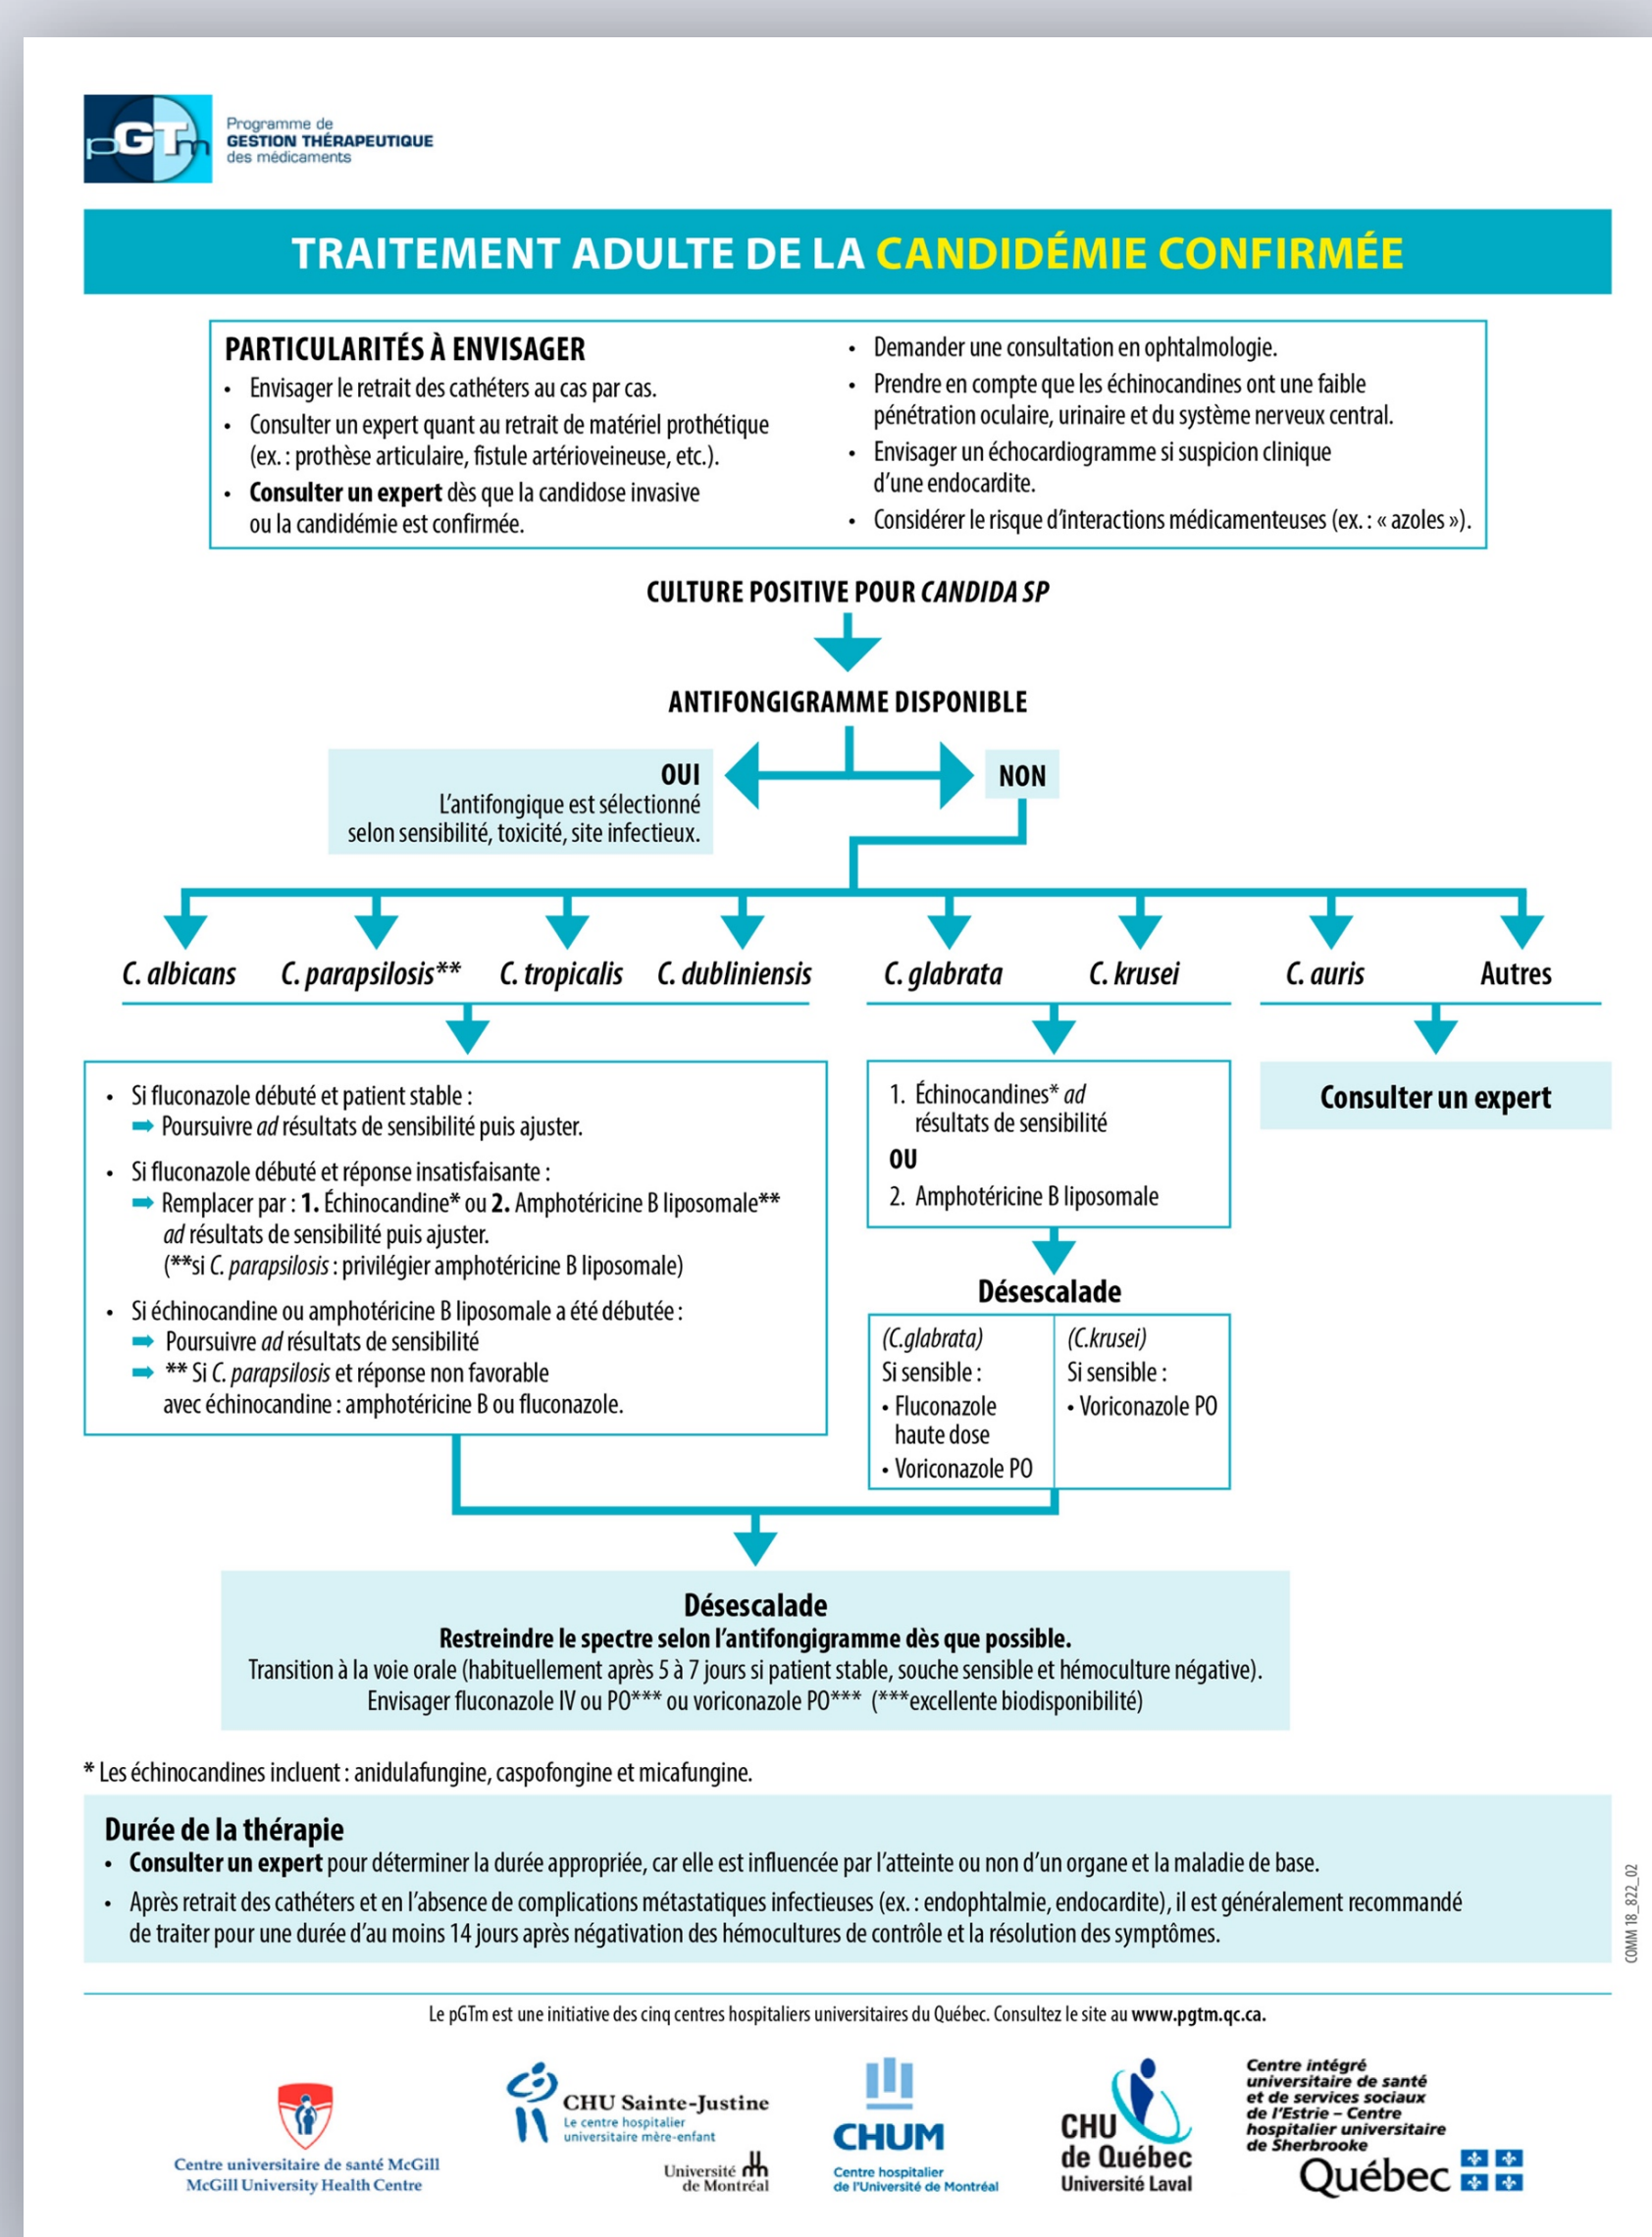 pGTm
Programme de
GESTION THÉRAPEUTIQUE
des médicaments
TRAITEMENT ADULTE DE LA CANDIDÉMIE CONFIRMÉE
PARTICULARITÉS À ENVISAGER
• Envisager le retrait des cathéters au cas par cas.
• Consulter un expert quant au retrait de matériel prothétique
(ex. : prothèse articulaire, fistule artérioveineuse, etc.).
• Consulter un expert dès que la candidose invasive
ou la candidémie est confirmée.
• Demander une consultation en ophtalmologie.
• Prendre en compte que les échinocandines ont une faible
pénétration oculaire, urinaire et du système nerveux central.
• Envisager un échocardiogramme si suspicion clinique
d'une endocardite.
• Considérer le risque d'interactions médicamenteuses (ex. : « azoles »).
CULTURE POSITIVE POUR CANDIDA SP
ANTIFONGIGRAMME DISPONIBLE
OUI
L'antifongique est sélectionné
selon sensibilité, toxicité, site infectieux.
NON
C. albicans C. parapsilosis** C. tropicalis C. dubliniensis C. glabrata C. krusei C. auris Autres
• Si fluconazole débuté et patient stable :
➡ Poursuivre ad résultats de sensibilité puis ajuster.
• Si fluconazole débuté et réponse insatisfaisante :
➡ Remplacer par : 1. Échinocandine* ou 2. Amphotéricine B liposomale**
ad résultats de sensibilité puis ajuster.
(**si C. parapsilosis : privilégier amphotéricine B liposomale)
• Si échinocandine ou amphotéricine B liposomale a été débutée :
➡ Poursuivre ad résultats de sensibilité
➡ ** Si C. parapsilosis et réponse non favorable
avec échinocandine : amphotéricine B ou fluconazole.
1. Échinocandines* ad
résultats de sensibilité
OU
2. Amphotéricine B liposomale
Consulter un expert
Désescalade
(C.glabrata)
Si sensible :
• Fluconazole
haute dose
• Voriconazole PO
(C.krusei)
Si sensible :
• Voriconazole PO
Désescalade
Restreindre le spectre selon l'antifongigramme dès que possible.
Transition à la voie orale (habituellement après 5 à 7 jours si patient stable, souche sensible et hémoculture négative).
Envisager fluconazole IV ou PO*** ou voriconazole PO*** (***excellente biodisponibilité)
* Les échinocandines incluent : anidulafungine, caspofongine et micafungine.
Durée de la thérapie
• Consulter un expert pour déterminer la durée appropriée, car elle est influencée par l'atteinte ou non d'un organe et la maladie de base.
• Après retrait des cathéters et en l'absence de complications métastatiques infectieuses (ex. : endophtalmie, endocardite), il est généralement recommandé
de traiter pour une durée d'au moins 14 jours après négativation des hémocultures de contrôle et la résolution des symptômes.
COMM 18_822_02
Le pGTm est une initiative des cinq centres hospitaliers universitaires du Québec. Consultez le site au www.pgtm.qc.ca.
Centre universitaire de santé McGill
McGill University Health Centre
CHU Sainte-Justine
Le centre hospitalier
universitaire mère-enfant
Université
de Montréal
CHUM
Centre hospitalier
de l'Université de Montréal
CHU
de Québec
Université Laval
Centre intégré
universitaire de santé
et de services sociaux
de l'Estrie – Centre
hospitalier universitaire
de Sherbrooke
Québec